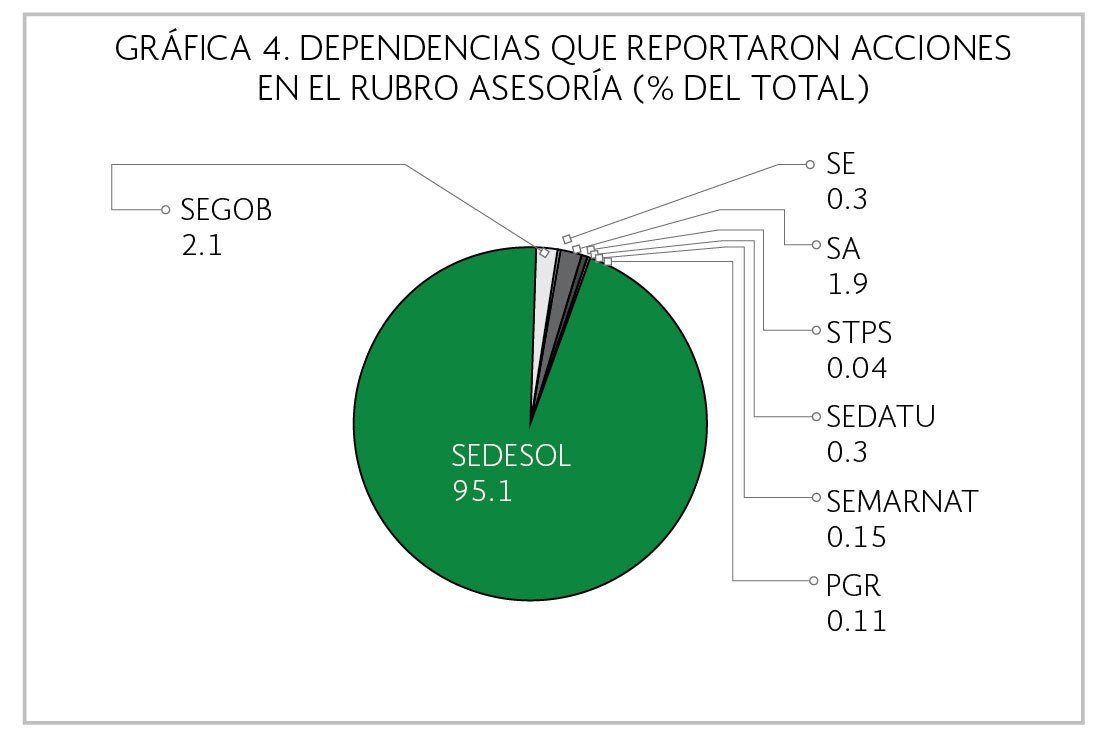 GRÁFICA 4. DEPENDENCIAS QUE REPORTARON ACCIONES
EN EL RUBRO ASESORÍA (% DEL TOTAL)
SEGOB
2.1
SE
0.3
SA
1.9
STPS
0.04
SEDATU
0.3
SEMARNAT
0.15
PGR
0.11
SEDESOL
95.1